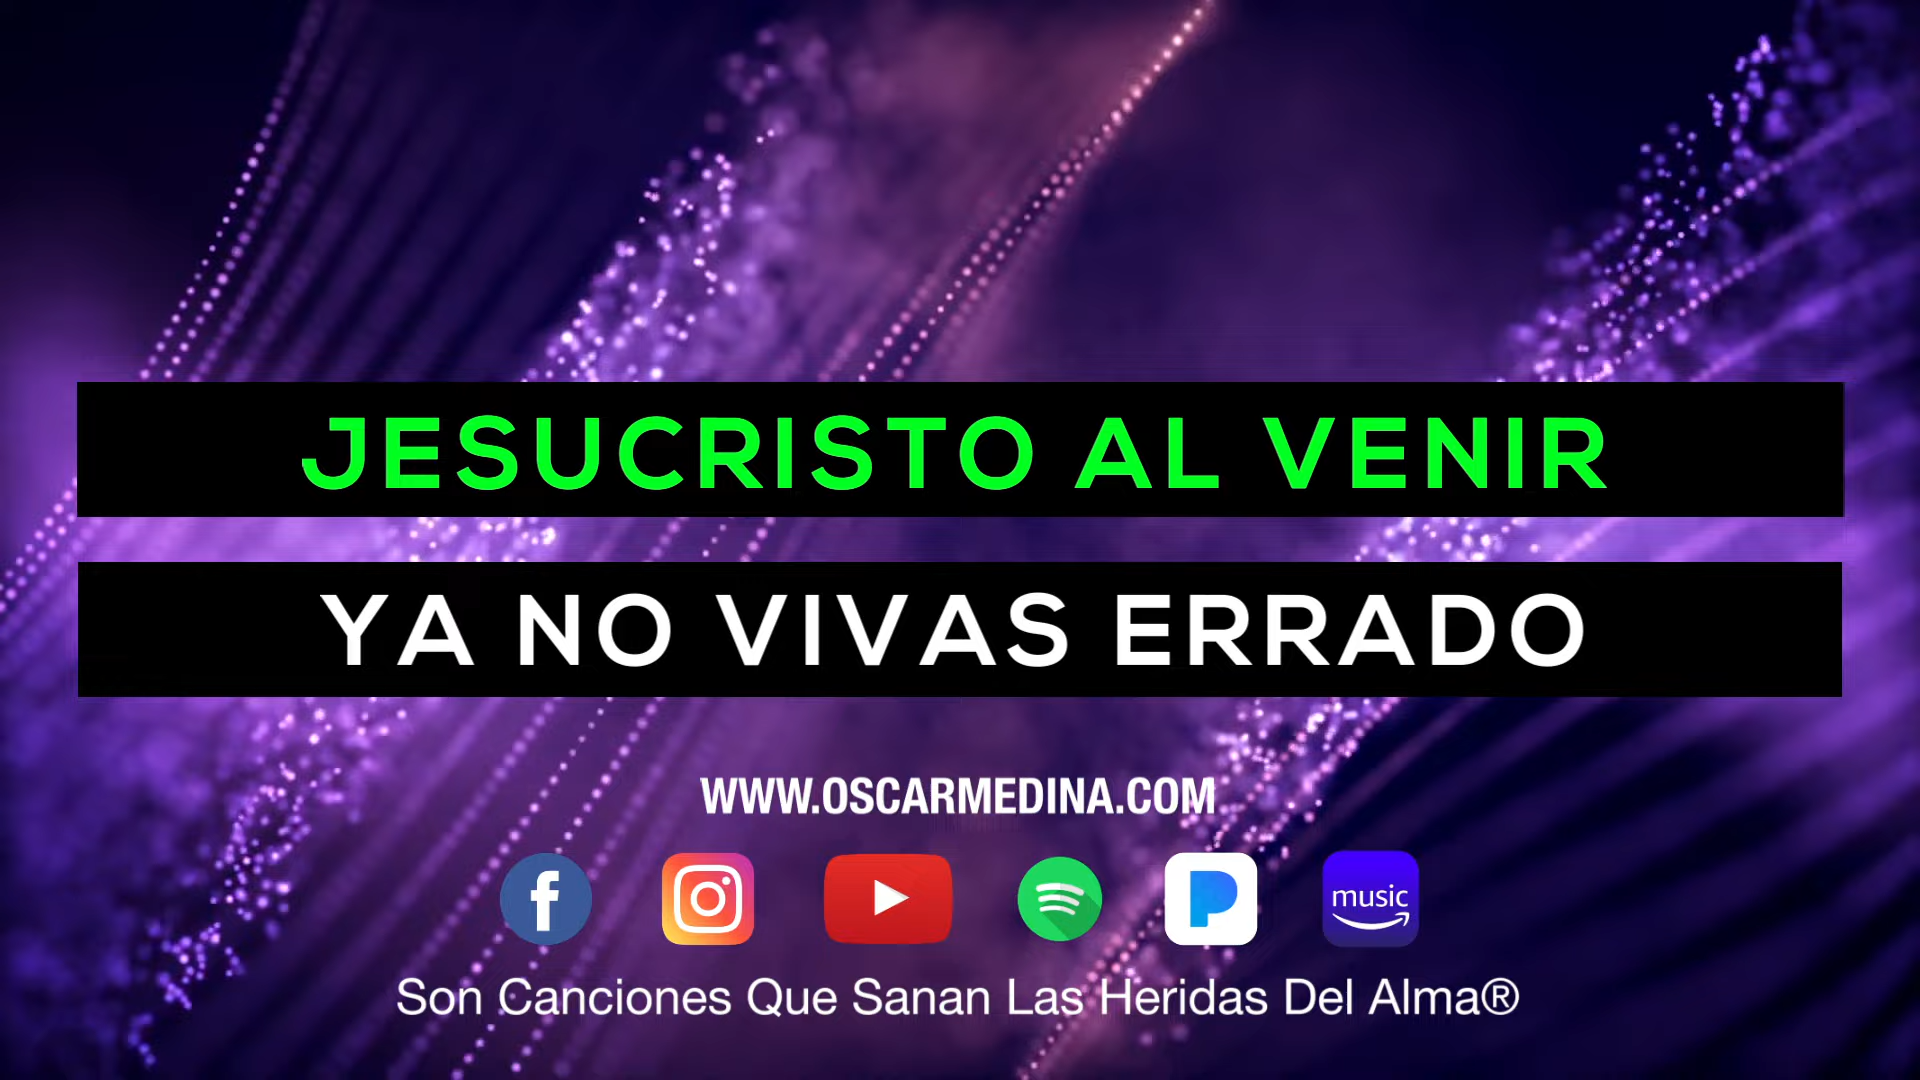 JESUCRISTO AL VENIR
YA NO VIVAS ERRADO
WWW.OSCARMEDINA.COM
f
P
music
Son Canciones Que Sanan Las Heridas Del Alma®